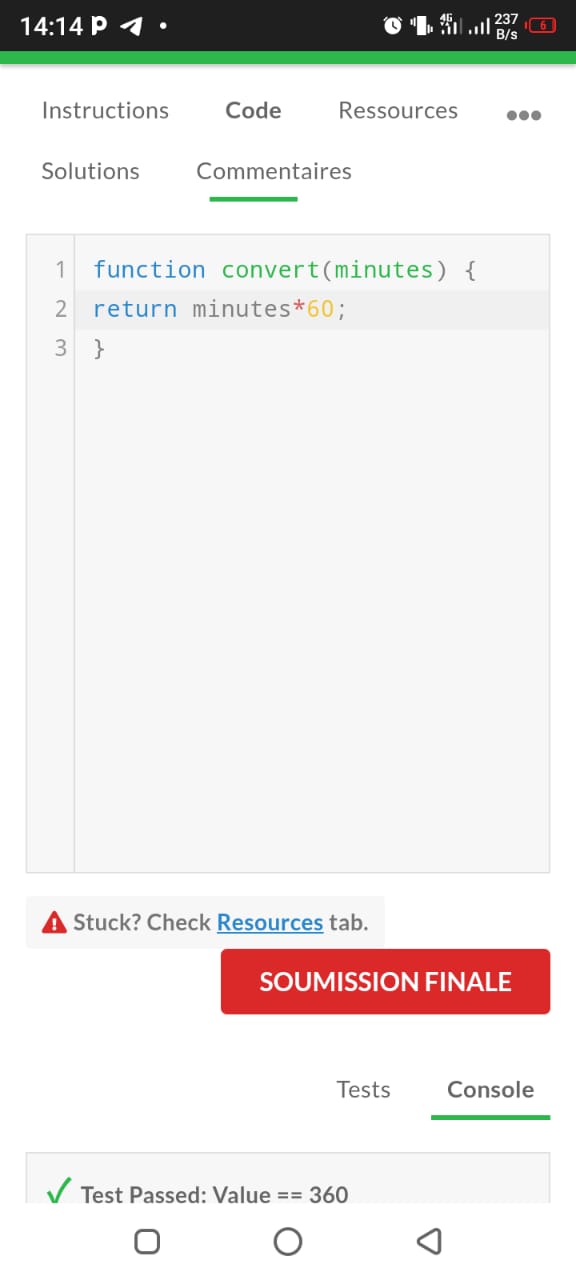 14:14 P
4G 237 B/s 6
Instructions Code Ressources
Solutions Commentaires
1 function convert(minutes) {
2 return minutes*60;
3 }
Stuck? Check Resources tab.
SOUMISSION FINALE
Tests Console
Test Passed: Value == 360